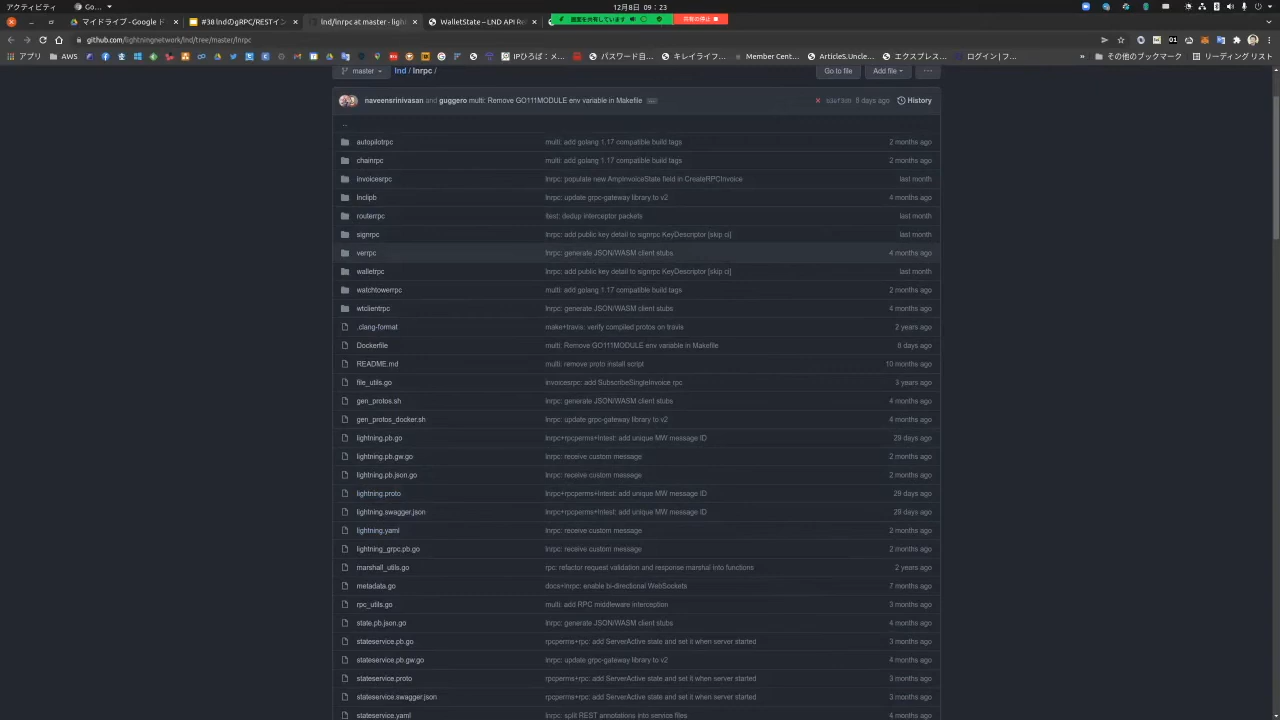 アクティビティ
Go…
12月8日 09:23
マイドライブ - Google ド
#38 lndのgRPC/RESTイン
lnd/lnrpc at master · light
WalletState – LND API Re
画面を共有しています
共有の停止
github.com/lightningnetwork/lnd/tree/master/lnrpc
アプリ
AWS
IPひろば：メ…
パスワード目…
キレイライフ…
Member Cent…
Article5.Uncle…
エクスプレス…
ログイン | フ…
»
その他のブックマーク
リーディング リスト
master
lnd / lnrpc /
Go to file
Add file
naveensrinivasan and guggero multi: Remove GO111MODULE env variable in Makefile
8 days ago
History
..
autopilotrpc multi: add golang 1.17 compatible build tags 2 months ago
chainrpc multi: add golang 1.17 compatible build tags 2 months ago
invoicesrpc lnrpc: populate new AmpInvoiceState field in CreateRPCInvoice last month
lnclipb lnrpc: update grpc-gateway library to v2 4 months ago
routerrpc itest: dedup interceptor packets last month
signrpc lnrpc: add public key detail to signrpc KeyDescriptor [skip ci] last month
verrpc lnrpc: generate JSON/WASM client stubs 4 months ago
walletrpc lnrpc: add public key detail to signrpc KeyDescriptor [skip ci] last month
watchtowerrpc multi: add golang 1.17 compatible build tags 2 months ago
wtclientrpc lnrpc: generate JSON/WASM client stubs 4 months ago
.clang-format make+travis: verify compiled protos on travis 2 years ago
Dockerfile multi: Remove GO111MODULE env variable in Makefile 8 days ago
README.md multi: remove proto install script 10 months ago
file_utils.go invoicesrpc: add SubscribeSingleInvoice rpc 3 years ago
gen_protos.sh lnrpc: generate JSON/WASM client stubs 4 months ago
gen_protos_docker.sh lnrpc: update grpc-gateway library to v2 4 months ago
lightning.pb.go lnrpc+rpcperms+lntest: add unique MW message ID 29 days ago
lightning.pb.gw.go lnrpc: receive custom message 2 months ago
lightning.pb.json.go lnrpc: receive custom message 2 months ago
lightning.proto lnrpc+rpcperms+lntest: add unique MW message ID 29 days ago
lightning.swagger.json lnrpc+rpcperms+lntest: add unique MW message ID 29 days ago
lightning.yaml lnrpc: receive custom message 2 months ago
lightning_grpc.pb.go lnrpc: receive custom message 2 months ago
marshall_utils.go rpc: refactor request validation and response marshal into functions 2 years ago
metadata.go docs+lnrpc: enable bi-directional WebSockets 7 months ago
rpc_utils.go multi: add RPC middleware interception 3 months ago
state.pb.json.go lnrpc: generate JSON/WASM client stubs 4 months ago
stateservice.pb.go rpcperms+rpc: add ServerActive state and set it when server started 3 months ago
stateservice.pb.gw.go lnrpc: update grpc-gateway library to v2 4 months ago
stateservice.proto rpcperms+rpc: add ServerActive state and set it when server started 3 months ago
stateservice.swagger.json rpcperms+rpc: add ServerActive state and set it when server started 3 months ago
stateservice.yaml lnrpc: split REST annotations into service files 4 months ago